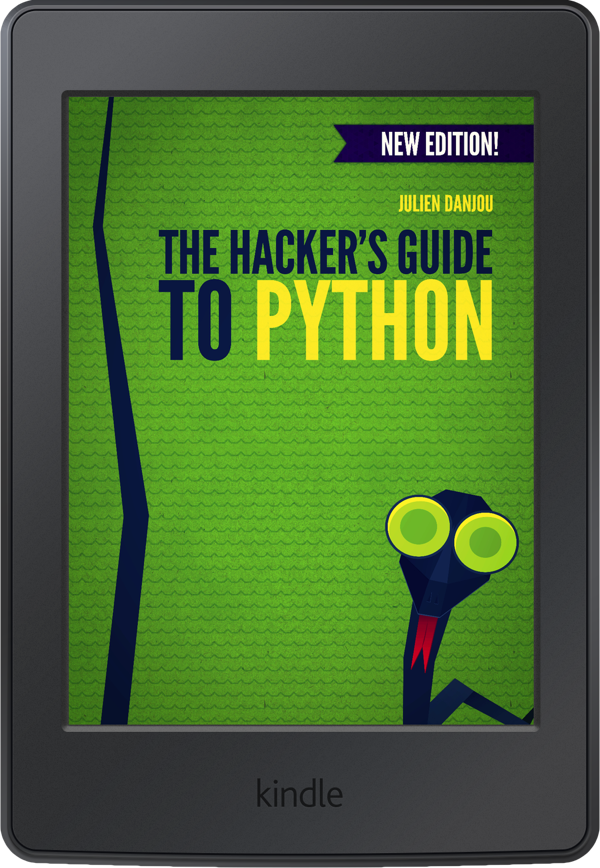 NEW EDITION!
JULIEN DANJOU
THE HACKER'S GUIDE
TO PYTHON
kindle